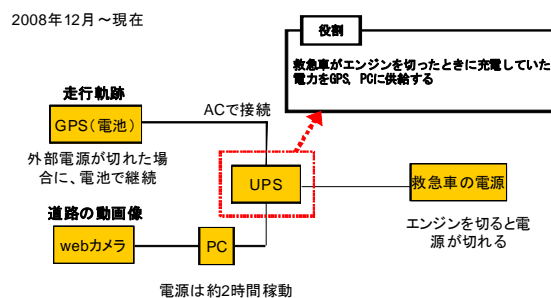 2008年12月～現在
役割
救急車がエンジンを切ったときに充電していた
電力をGPS, PCに供給する
走行軌跡
GPS（電池）
ACで接続
外部電源が切れた場
合に、電池で継続
UPS
救急車の電源
エンジンを切ると電
源が切れる
道路の動画像
webカメラ
PC
電源は約2時間稼動